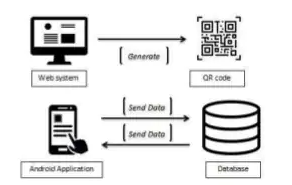 Generate
Web system
QR code
Send Data
Send Data
Android Application
Database